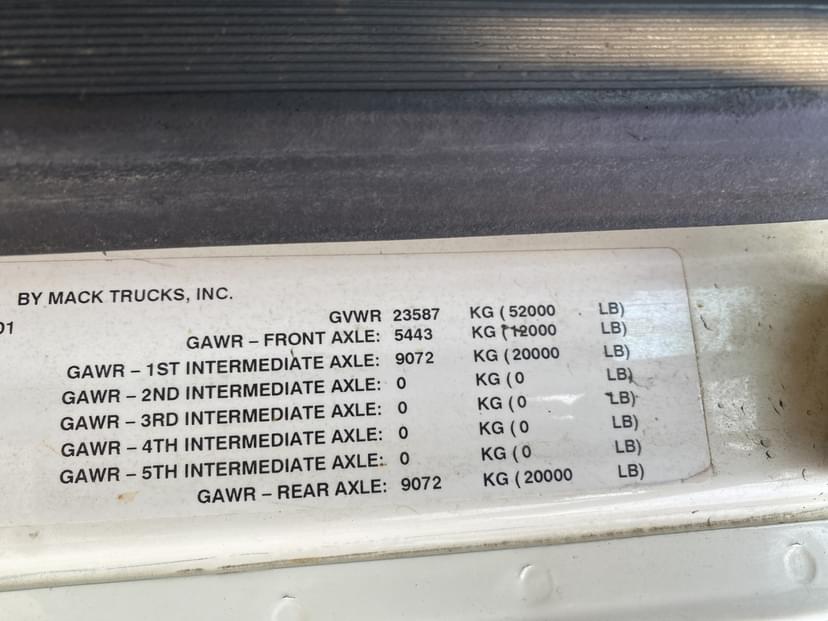 BY MACK TRUCKS, INC.
01
GVWR 23587 KG ( 52000 LB)
GAWR – FRONT AXLE: 5443 KG ( 12000 LB)
GAWR – 1ST INTERMEDIATE AXLE: 9072 KG ( 20000 LB)
GAWR – 2ND INTERMEDIATE AXLE: 0 KG ( 0 LB)
GAWR – 3RD INTERMEDIATE AXLE: 0 KG ( 0 LB)
GAWR – 4TH INTERMEDIATE AXLE: 0 KG ( 0 LB)
GAWR – 5TH INTERMEDIATE AXLE: 0 KG ( 0 LB)
GAWR – REAR AXLE: 9072 KG ( 20000 LB)